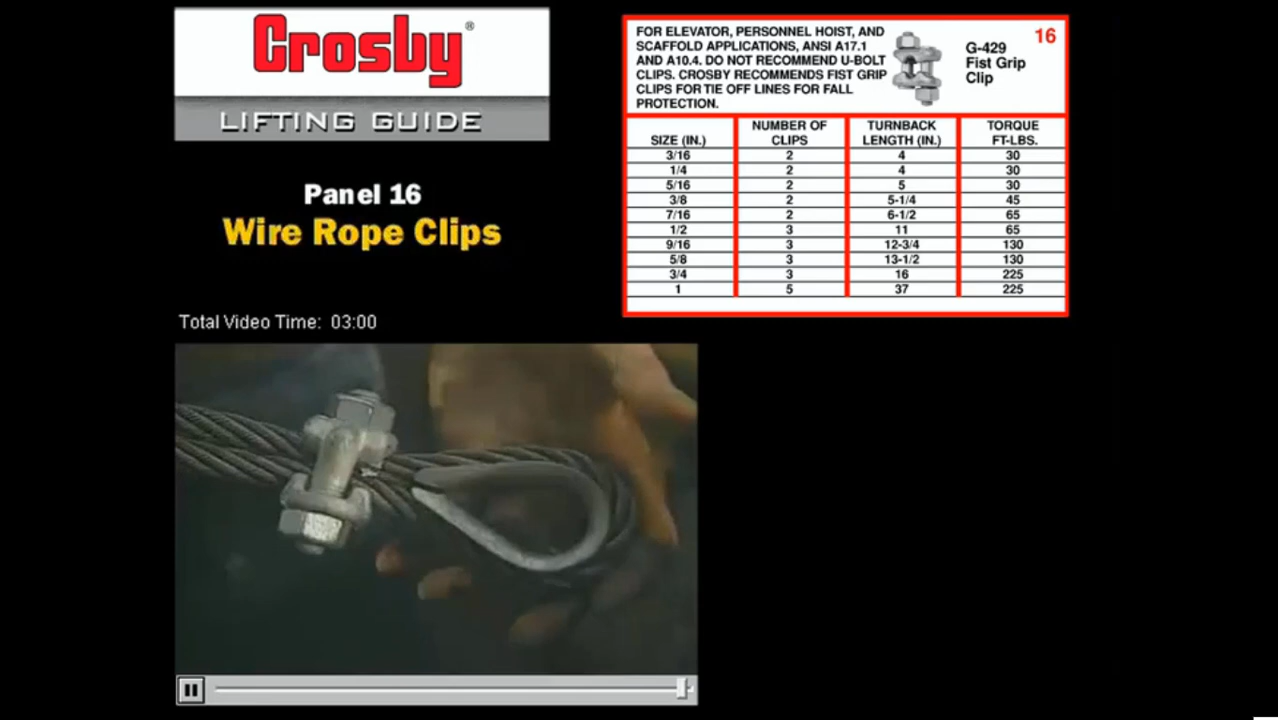 Crosby®
LIFTING GUIDE
Panel 16
Wire Rope Clips
Total Video Time: 03:00
FOR ELEVATOR, PERSONNEL HOIST, AND
SCAFFOLD APPLICATIONS, ANSI A17.1
AND A10.4. DO NOT RECOMMEND U-BOLT
CLIPS. CROSBY RECOMMENDS FIST GRIP
CLIPS FOR TIE OFF LINES FOR FALL
PROTECTION.
16
G-429
Fist Grip
Clip
SIZE (IN.) NUMBER OF CLIPS TURNBACK LENGTH (IN.) TORQUE FT-LBS.
3/16 2 4 30
1/4 2 4 30
5/16 2 5 30
3/8 2 5-1/4 45
7/16 2 6-1/2 65
1/2 3 11 65
9/16 3 12-3/4 130
5/8 3 13-1/2 130
3/4 3 16 225
1 5 37 225